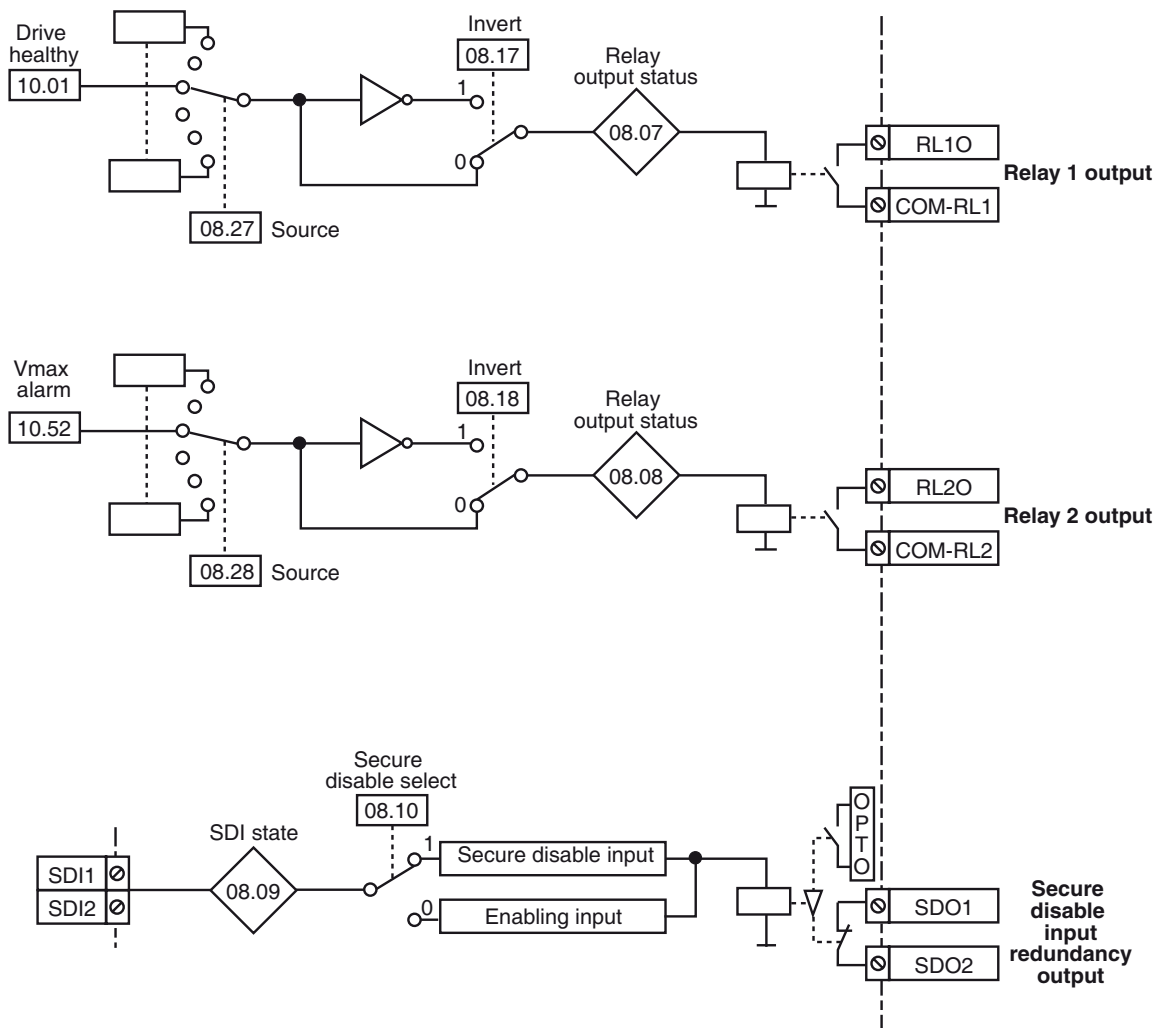 Drive
healthy
10.01
Invert
08.17
1
0
Relay
output status
08.07
RL1O
COM-RL1
Relay 1 output
08.27
Source
Vmax
alarm
10.52
Invert
08.18
1
0
Relay
output status
08.08
RL2O
COM-RL2
Relay 2 output
08.28
Source
Secure
disable select
08.10
SDI state
SDI1
SDI2
08.09
1
Secure disable input
0
Enabling input
O
P
T
O
SDO1
SDO2
Secure
disable
input
redundancy
output